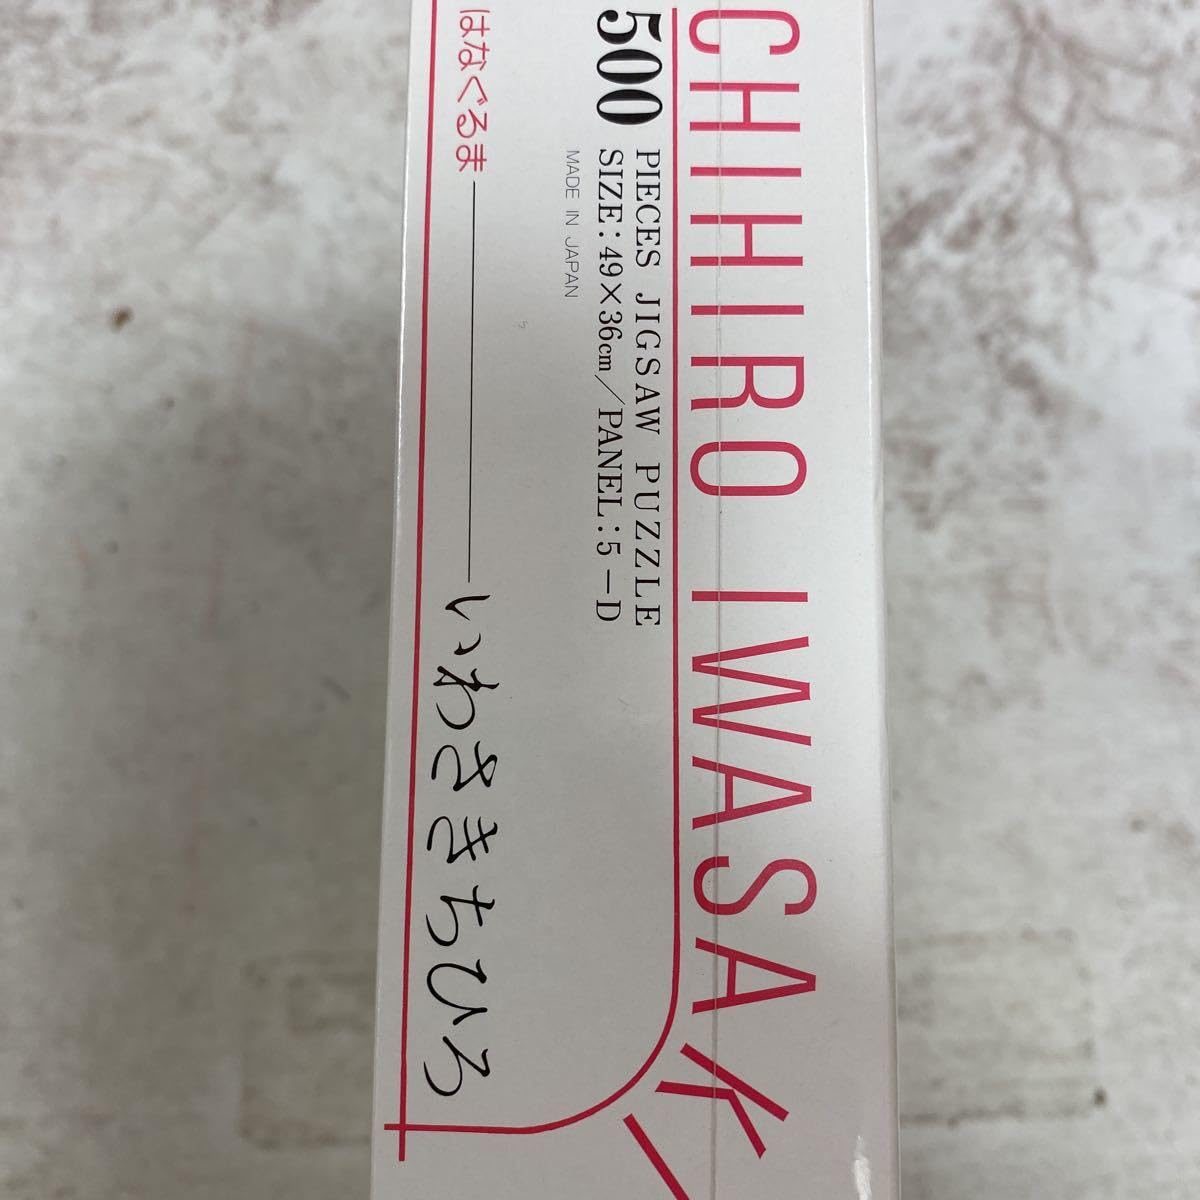 CHIHIRO IWASAKI
500 PIECES JIGSAW PUZZLE
SIZE: 49×36cm/PANEL:5-D
MADE IN JAPAN
はなぐるま
いわさきちひろ